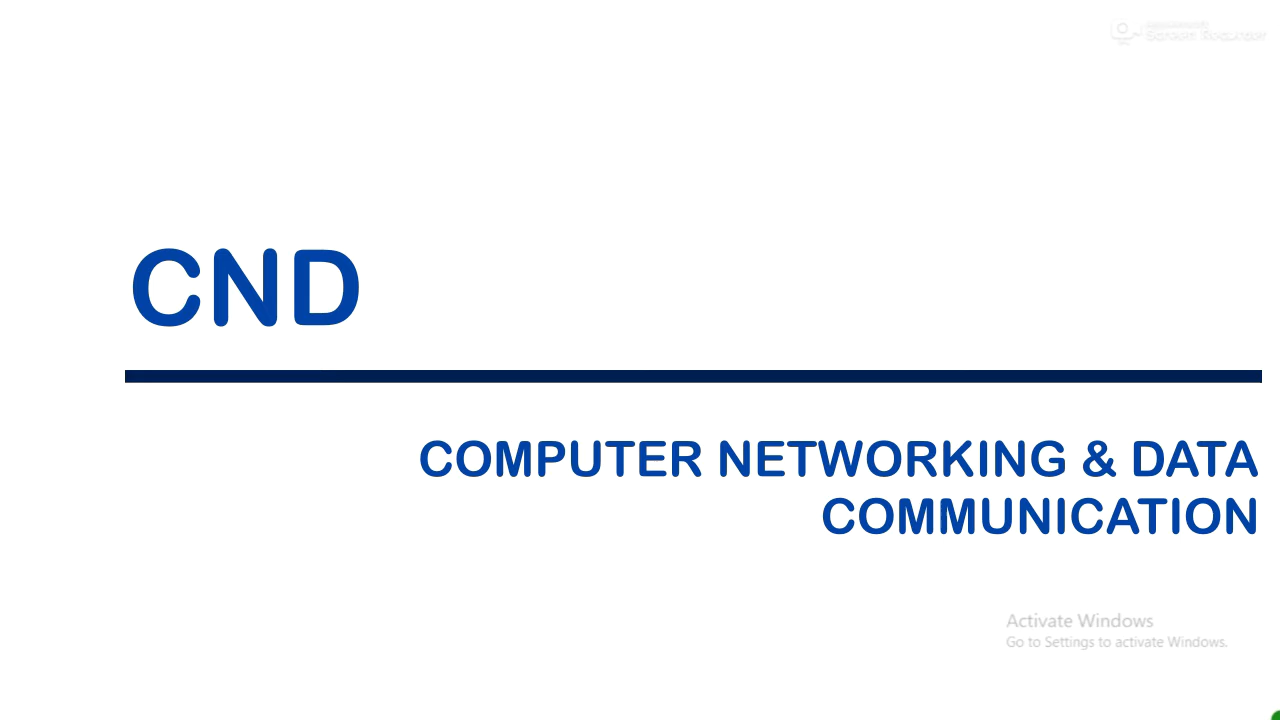 CND
COMPUTER NETWORKING & DATA
COMMUNICATION
Activate Windows
Go to Settings to activate Windows.